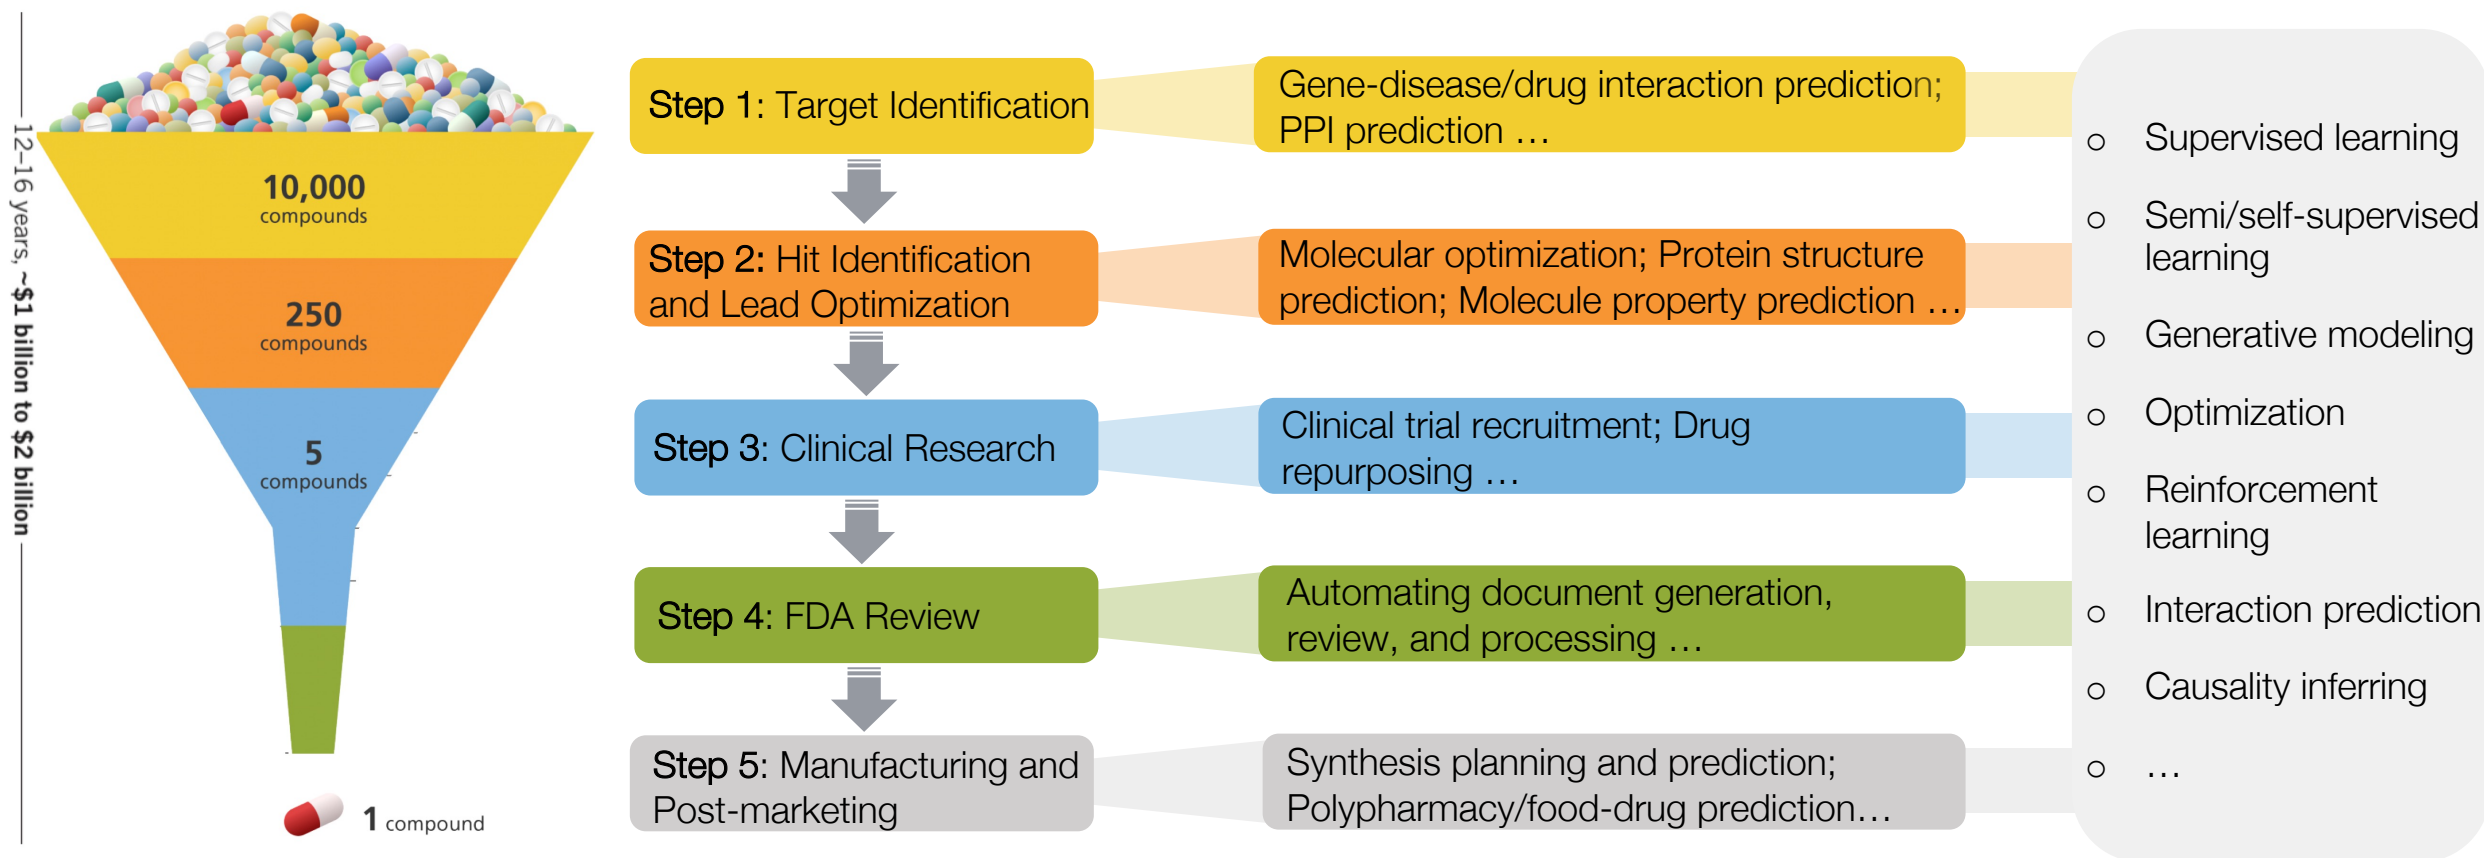 12–16 years, ~$1 billion to $2 billion
10,000
compounds
250
compounds
5
compounds
1 compound
Step 1: Target Identification
Gene-disease/drug interaction prediction;
PPI prediction …
Step 2: Hit Identification
and Lead Optimization
Molecular optimization; Protein structure
prediction; Molecule property prediction …
Step 3: Clinical Research
Clinical trial recruitment; Drug
repurposing …
Step 4: FDA Review
Automating document generation,
review, and processing …
Step 5: Manufacturing and
Post-marketing
Synthesis planning and prediction;
Polypharmacy/food-drug prediction…
o Supervised learning
o Semi/self-supervised
learning
o Generative modeling
o Optimization
o Reinforcement
learning
o Interaction prediction
o Causality inferring
o …